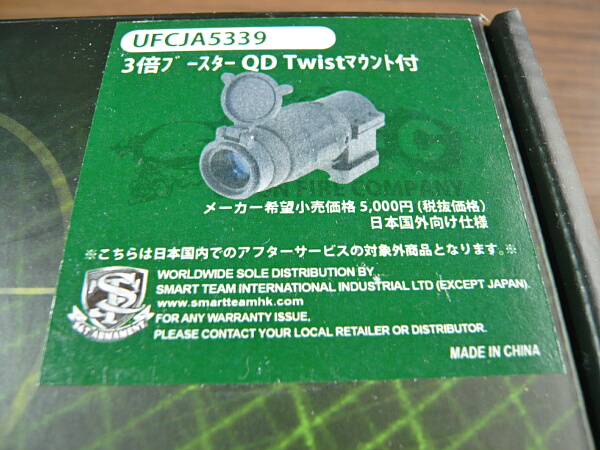 UFCJA5339
3倍ﾌﾞｰｽﾀｰ QD Twistﾏｳﾝﾄ付
ON FIRE COMPANY
メーカー希望小売価格 5,000円 (税抜価格)
日本国外向け仕様
※こちらは日本国内でのアフターサービスの対象外商品となります。※
WORLDWIDE SOLE DISTRIBUTION BY
SMART TEAM INTERNATIONAL INDUSTRIAL LTD (EXCEPT JAPAN).
www.smartteamhk.com
FOR ANY WARRANTY ISSUE,
PLEASE CONTACT YOUR LOCAL RETAILER OR DISTRIBUTOR.
S&T ARMAMENT
MADE IN CHINA